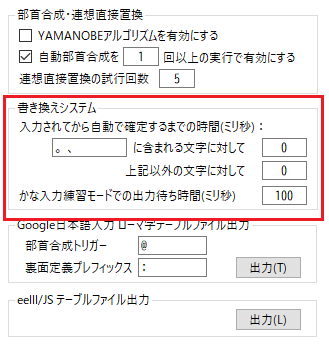 部首合成・連想直接置換
YAMANOBEアルゴリズムを有効にする
自動部首合成を 1 回以上の実行で有効にする
連想直接置換の試行回数 5
書き換えシステム
入力されてから自動で確定するまでの時間(ミリ秒)：
。、 に含まれる文字に対して 0
上記以外の文字に対して 0
かな入力練習モードでの出力待ち時間(ミリ秒) 100
Google日本語入力 ローマ字テーブルファイル出力
部首合成トリガー @
裏面定義プレフィックス : 出力(T)
eelll/JS テーブルファイル出力
出力(L)